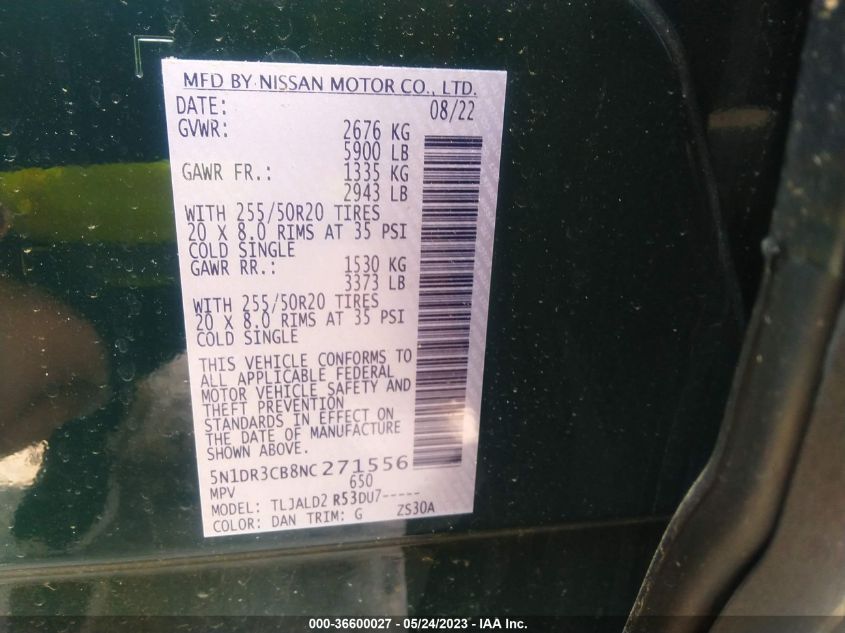 MFD BY NISSAN MOTOR CO., LTD.
DATE: 08/22
GVWR: 2676 KG
5900 LB
GAWR FR.: 1335 KG
2943 LB
WITH 255/50R20 TIRES
20 X 8.0 RIMS AT 35 PSI
COLD SINGLE
GAWR RR.: 1530 KG
3373 LB
WITH 255/50R20 TIRES
20 X 8.0 RIMS AT 35 PSI
COLD SINGLE
THIS VEHICLE CONFORMS TO
ALL APPLICABLE FEDERAL
MOTOR VEHICLE SAFETY AND
THEFT PREVENTION
STANDARDS IN EFFECT ON
THE DATE OF MANUFACTURE
SHOWN ABOVE.
5N1DR3CB8NC271556
MPV 650
MODEL: TLJALD2 R53DU7-----
COLOR: DAN TRIM: G ZS30A
000-36600027 - 05/24/2023 - IAA Inc.